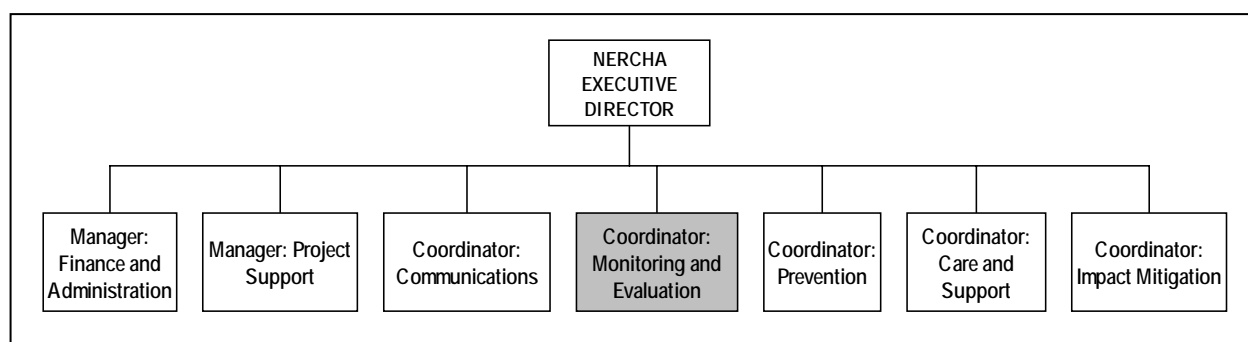 NERCHA
EXECUTIVE
DIRECTOR
Manager:
Finance and
Administration
Manager: Project
Support
Coordinator:
Communications
Coordinator:
Monitoring and
Evaluation
Coordinator:
Prevention
Coordinator:
Care and
Support
Coordinator:
Impact Mitigation